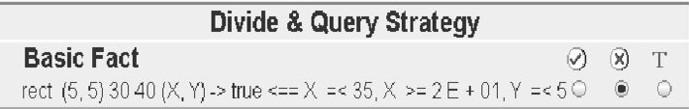 Divide & Query Strategy
Basic Fact T
rect (5, 5) 30 40 (X, Y) -> true <== X =< 35, X >= 2 E + 01, Y =< 5